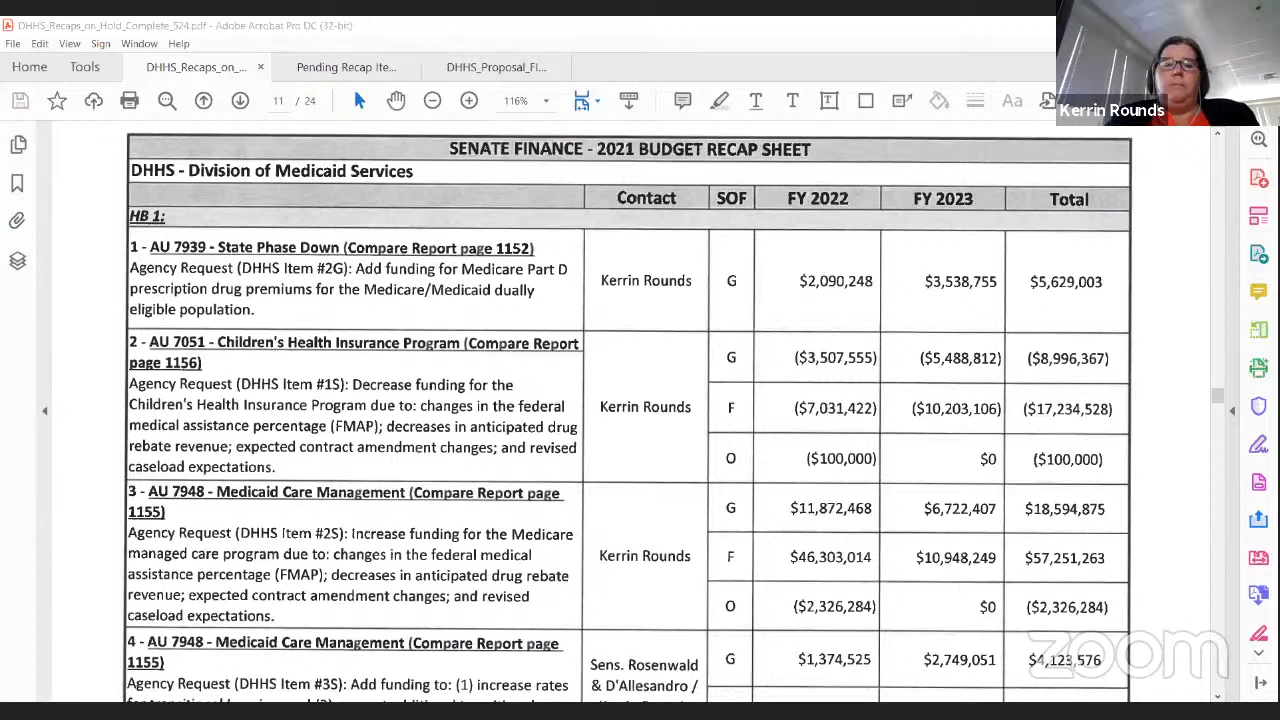 DHHS_Recaps_on_Hold_Complete_524.pdf - Adobe Acrobat Pro DC (32-bit)
File Edit View Sign Window Help
Home Tools DHHS_Recaps_on_... × Pending Recap Ite... DHHS_Proposal_Fl...
11 / 24 116% Aa
Kerrin Rounds
SENATE FINANCE - 2021 BUDGET RECAP SHEET
DHHS - Division of Medicaid Services
Contact SOF FY 2022 FY 2023 Total
HB 1:
1 - AU 7939 - State Phase Down (Compare Report page 1152)
Agency Request (DHHS Item #2G): Add funding for Medicare Part D
prescription drug premiums for the Medicare/Medicaid dually
eligible population.
Kerrin Rounds G $2,090,248 $3,538,755 $5,629,003
2 - AU 7051 - Children's Health Insurance Program (Compare Report
page 1156)
Agency Request (DHHS Item #1S): Decrease funding for the
Children's Health Insurance Program due to: changes in the federal
medical assistance percentage (FMAP); decreases in anticipated drug
rebate revenue; expected contract amendment changes; and revised
caseload expectations.
Kerrin Rounds
G ($3,507,555) ($5,488,812) ($8,996,367)
F ($7,031,422) ($10,203,106) ($17,234,528)
O ($100,000) $0 ($100,000)
3 - AU 7948 - Medicaid Care Management (Compare Report page
1155)
Agency Request (DHHS Item #2S): Increase funding for the Medicare
managed care program due to: changes in the federal medical
assistance percentage (FMAP); decreases in anticipated drug rebate
revenue; expected contract amendment changes; and revised
caseload expectations.
Kerrin Rounds
G $11,872,468 $6,722,407 $18,594,875
F $46,303,014 $10,948,249 $57,251,263
O ($2,326,284) $0 ($2,326,284)
4 - AU 7948 - Medicaid Care Management (Compare Report page
1155)
Agency Request (DHHS Item #3S): Add funding to: (1) increase rates
Sens. Rosenwald
& D'Allesandro /
G $1,374,525 $2,749,051 $4,123,576
zoom